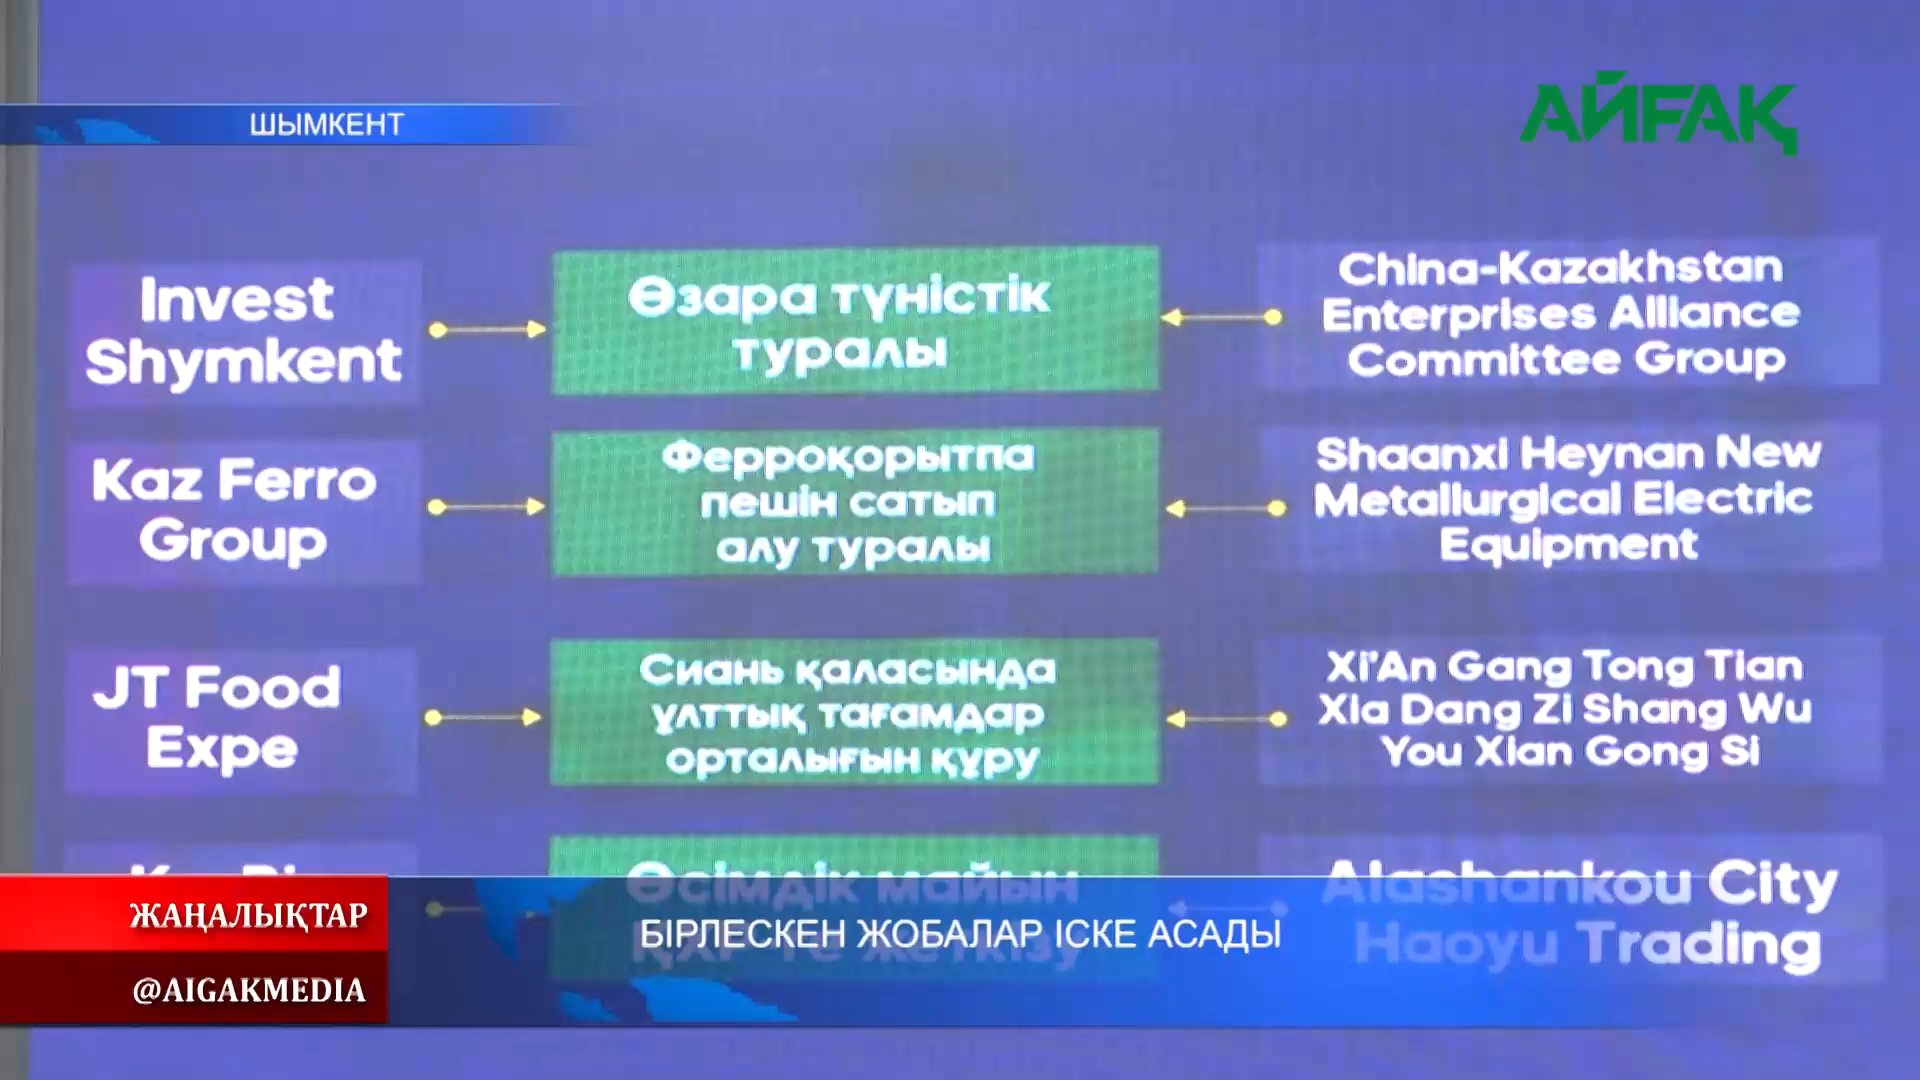 ШЫМКЕНТ
АЙҒАҚ
Invest
Shymkent
Өзара түністік
туралы
China-Kazakhstan
Enterprises Alliance
Committee Group
Kaz Ferro
Group
Ферроқорытпа
пешін сатып
алу туралы
Shaanxi Heynan New
Metallurgical Electric
Equipment
JT Food
Expe
Сиань қаласында
ұлттық тағамдар
орталығын құру
Xi'An Gang Tong Tian
Xia Dang Zi Shang Wu
You Xian Gong Si
Өсімдік майын
ҚХР-ге жеткізу
Alashankou City
Haoyu Trading
ЖАҢАЛЫҚТАР
@AIGAKMEDIA
БІРЛЕСКЕН ЖОБАЛАР ІСКЕ АСАДЫ